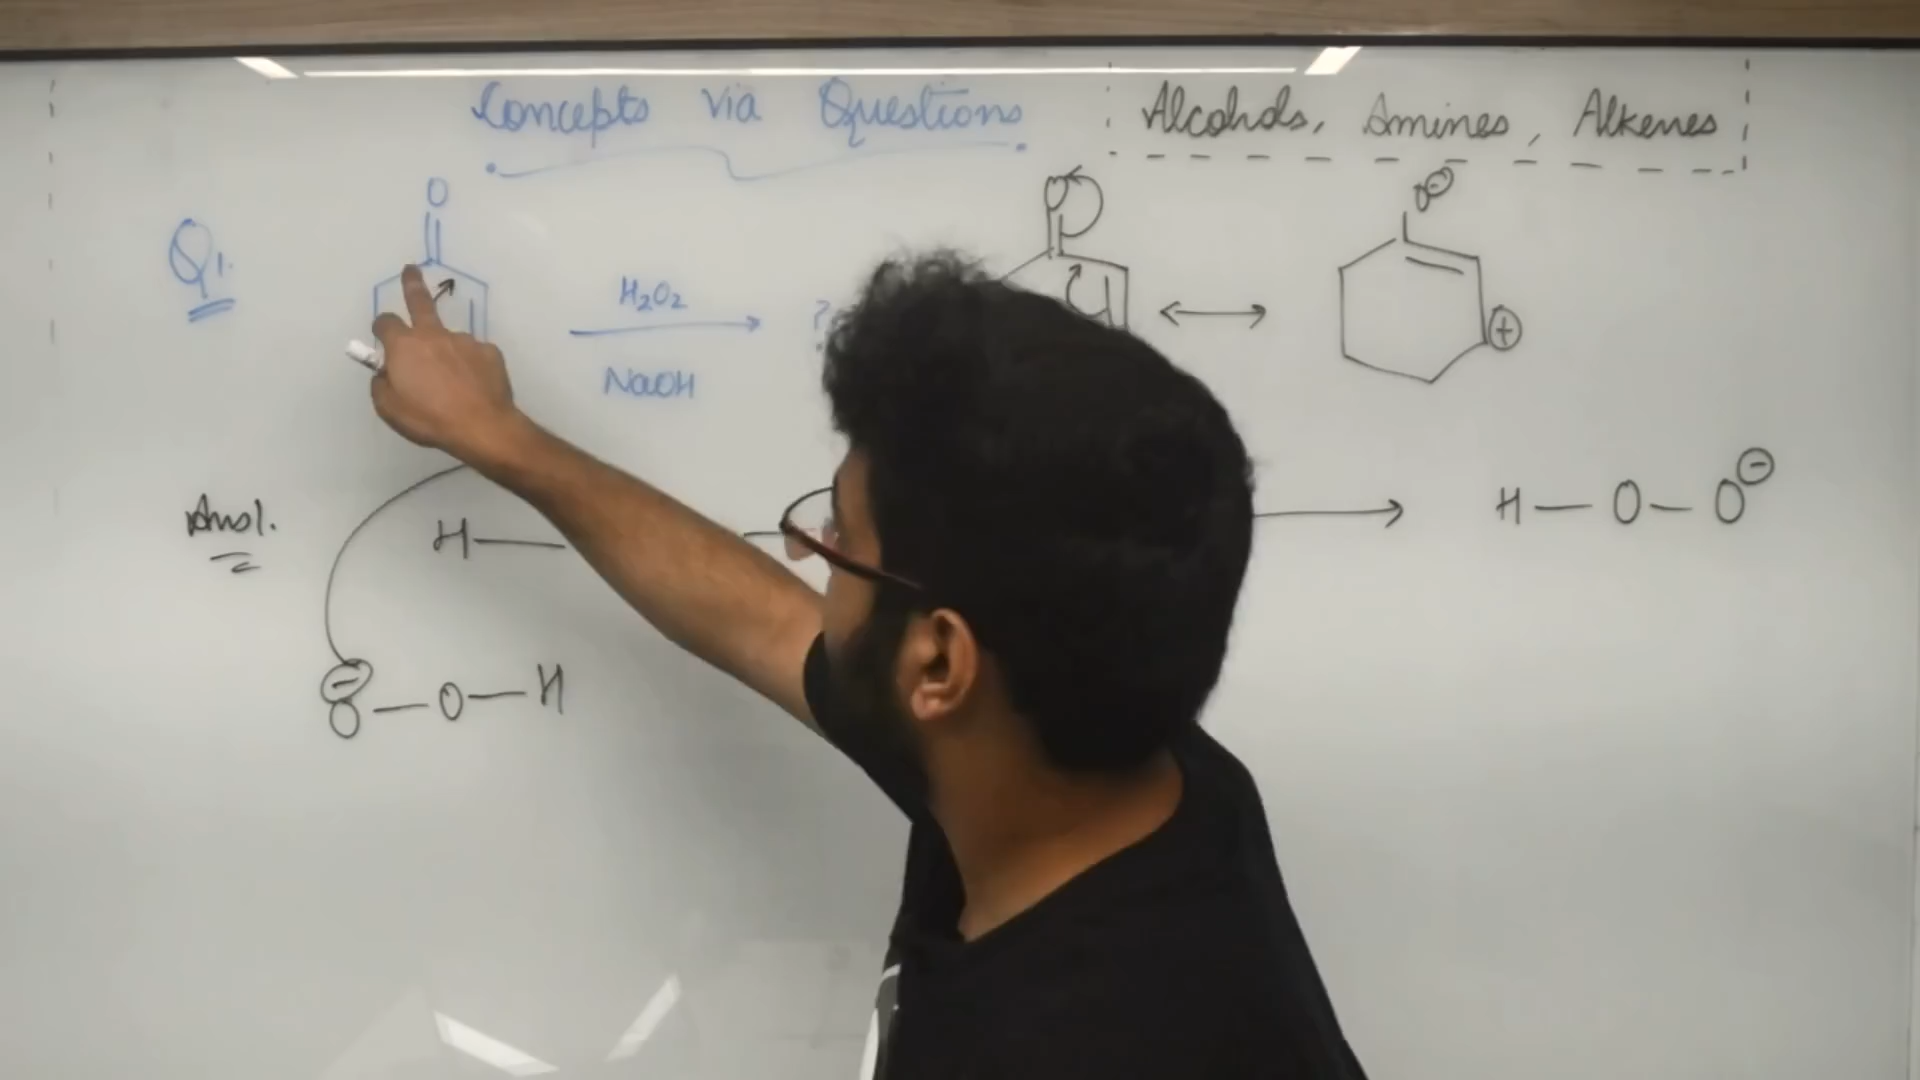 Concepts via Questions
Alcohols, Amines, Alkenes
Q1.
O
H2O2
NaOH
?
O
O⊖
⊕
Ans1.
H—
H—O—O⊖
⊖
O—O—H